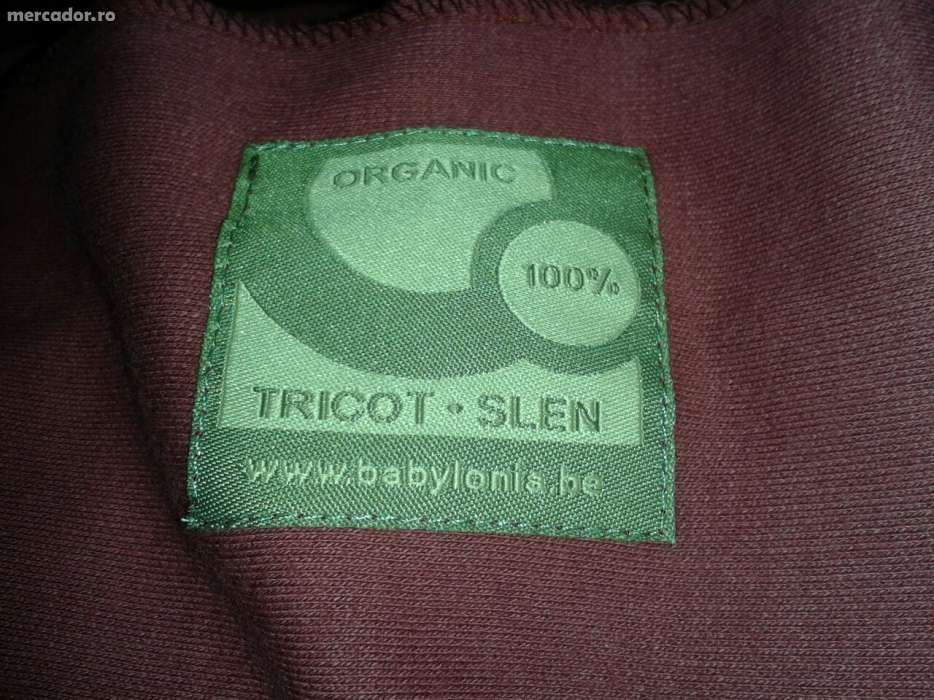 mercador.ro
ORGANIC
100%
TRICOT • SLEN
www.babylonia.be